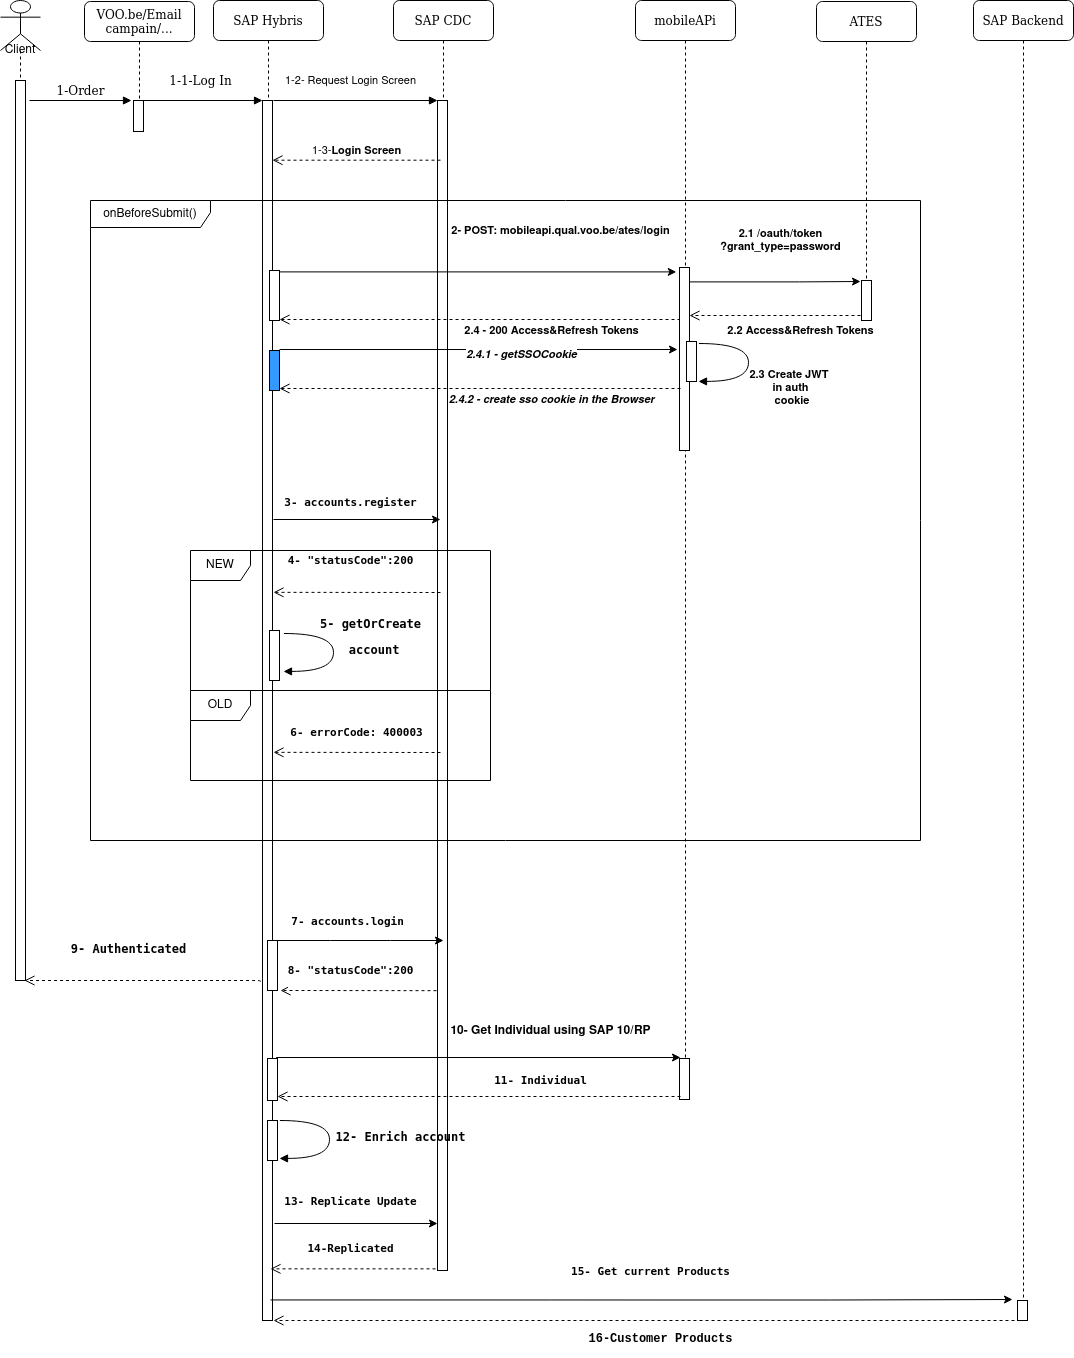 Client
VOO.be/Email
campain/...
SAP Hybris
SAP CDC
mobileAPi
ATES
SAP Backend
1-Order
1-1-Log In
1-2- Request Login Screen
1-3-Login Screen
onBeforeSubmit()
2- POST: mobileapi.qual.voo.be/ates/login
2.1 /oauth/token
?grant_type=password
2.4 - 200 Access&Refresh Tokens
2.2 Access&Refresh Tokens
2.4.1 - getSSOCookie
2.3 Create JWT
in auth
cookie
2.4.2 - create sso cookie in the Browser
3- accounts.register
NEW
4- "statusCode":200
5- getOrCreate
account
OLD
6- errorCode: 400003
7- accounts.login
9- Authenticated
8- "statusCode":200
10- Get Individual using SAP 10/RP
11- Individual
12- Enrich account
13- Replicate Update
14-Replicated
15- Get current Products
16-Customer Products